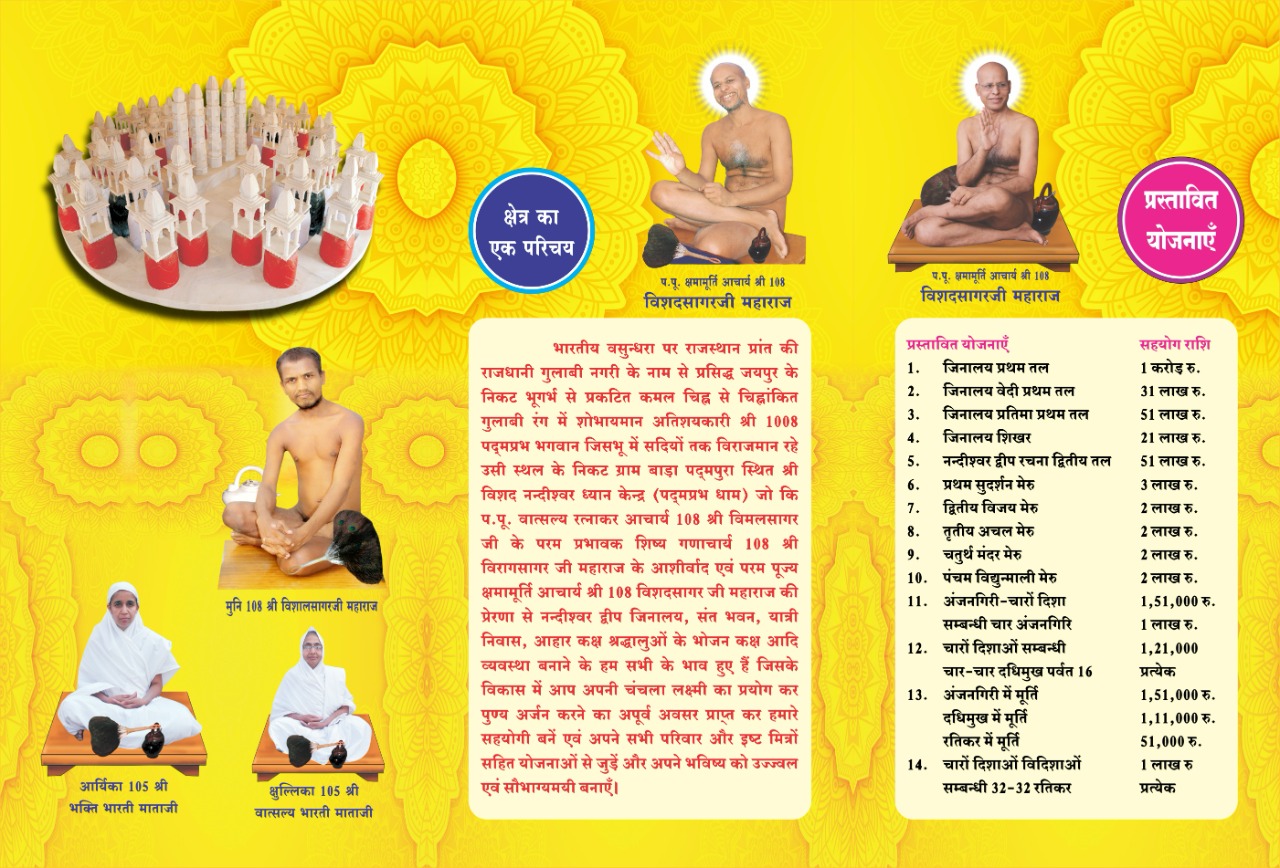 क्षेत्र का
एक परिचय
प.पू. क्षमामूर्ति आचार्य श्री 108
विशदसागरजी महाराज
प.पू. क्षमामूर्ति आचार्य श्री 108
विशदसागरजी महाराज
प्रस्तावित
योजनाएँ
मुनि 108 श्री विशालसागरजी महाराज
आर्यिका 105 श्री
भक्ति भारती माताजी
क्षुल्लिका 105 श्री
वात्सल्य भारती माताजी
भारतीय वसुन्धरा पर राजस्थान प्रांत की
राजधानी गुलाबी नगरी के नाम से प्रसिद्ध जयपुर के
निकट भूगर्भ से प्रकटित कमल चिह्न से चिह्नांकित
गुलाबी रंग में शोभायमान अतिशयकारी श्री 1008
पद्मप्रभ भगवान जिसभू में सदियों तक विराजमान रहे
उसी स्थल के निकट ग्राम बाड़ा पद्मपुरा स्थित श्री
विशद नन्दीश्वर ध्यान केन्द्र (पद्मप्रभ धाम) जो कि
प.पू. वात्सल्य रत्नाकर आचार्य 108 श्री विमलसागर
जी के परम प्रभावक शिष्य गणाचार्य 108 श्री
विरागसागर जी महाराज के आशीर्वाद एवं परम पूज्य
क्षमामूर्ति आचार्य श्री 108 विशदसागर जी महाराज की
प्रेरणा से नन्दीश्वर द्वीप जिनालय, संत भवन, यात्री
निवास, आहार कक्ष श्रद्धालुओं के भोजन कक्ष आदि
व्यवस्था बनाने के हम सभी के भाव हुए हैं जिसके
विकास में आप अपनी चंचला लक्ष्मी का प्रयोग कर
पुण्य अर्जन करने का अपूर्व अवसर प्राप्त कर हमारे
सहयोगी बनें एवं अपने सभी परिवार और इष्ट मित्रों
सहित योजनाओं से जुड़ें और अपने भविष्य को उज्ज्वल
एवं सौभाग्यमयी बनाएँ।
प्रस्तावित योजनाएँ सहयोग राशि
1. जिनालय प्रथम तल 1 करोड़ रु.
2. जिनालय वेदी प्रथम तल 31 लाख रु.
3. जिनालय प्रतिमा प्रथम तल 51 लाख रु.
4. जिनालय शिखर 21 लाख रु.
5. नन्दीश्वर द्वीप रचना द्वितीय तल 51 लाख रु.
6. प्रथम सुदर्शन मेरु 3 लाख रु.
7. द्वितीय विजय मेरु 2 लाख रु.
8. तृतीय अचल मेरु 2 लाख रु.
9. चतुर्थ मंदर मेरु 2 लाख रु.
10. पंचम विद्युन्माली मेरु 2 लाख रु.
11. अंजनगिरी-चारों दिशा 1,51,000 रु.
सम्बन्धी चार अंजनगिरि 1 लाख रु.
12. चारों दिशाओं सम्बन्धी 1,21,000
चार-चार दधिमुख पर्वत 16 प्रत्येक
13. अंजनगिरी में मूर्ति 1,51,000 रु.
दधिमुख में मूर्ति 1,11,000 रु.
रतिकर में मूर्ति 51,000 रु.
14. चारों दिशाओं विदिशाओं 1 लाख रु
सम्बन्धी 32-32 रतिकर प्रत्येक